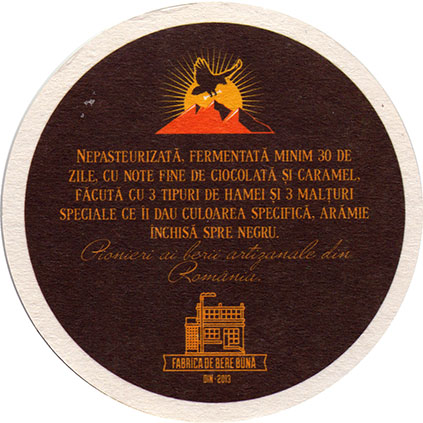 NEPASTEURIZATĂ, FERMENTATĂ MINIM 30 DE
ZILE, CU NOTE FINE DE CIOCOLATĂ ȘI CARAMEL,
FĂCUTĂ CU 3 TIPURI DE HAMEI ȘI 3 MALȚURI
SPECIALE CE ÎI DAU CULOAREA SPECIFICĂ, ARĂMIE
ÎNCHISĂ SPRE NEGRU.
Pionieri ai berii artizanale din
România.
FABRICA DE BERE BUNĂ
DIN - 2013